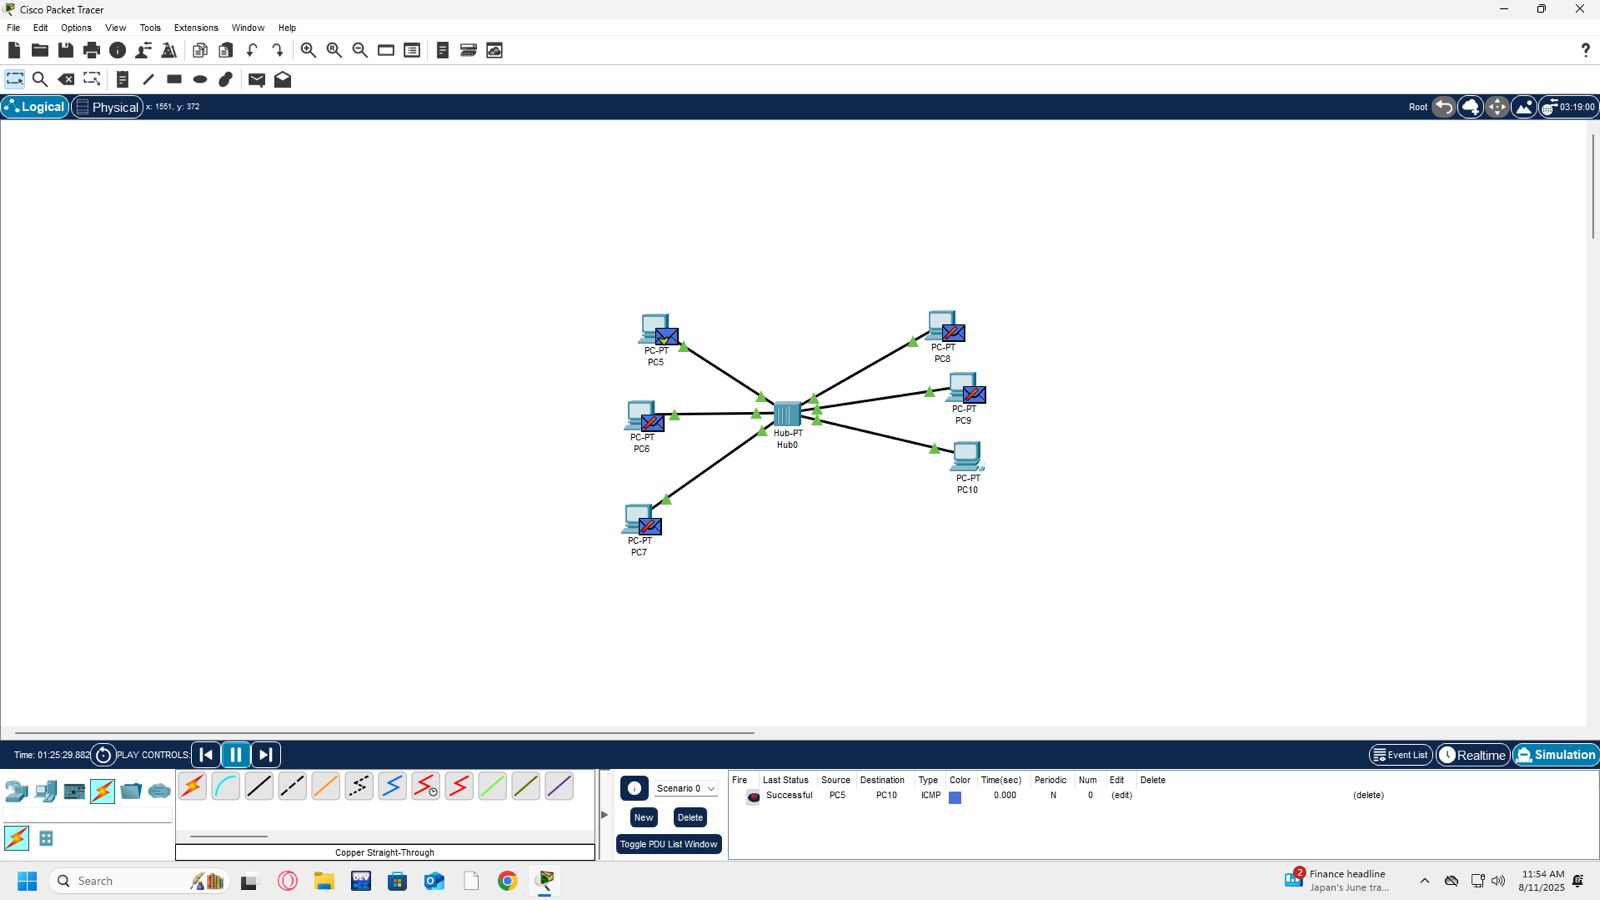 Cisco Packet Tracer
File Edit Options View Tools Extensions Window Help
?
Logical Physical x: 1551, y: 372 Root 03:19:00
PC-PT
PC5
PC-PT
PC8
PC-PT
PC9
PC-PT
PC6
Hub-PT
Hub0
PC-PT
PC10
PC-PT
PC7
Time: 01:25:29.882 PLAY CONTROLS: Event List Realtime Simulation
Scenario 0
New Delete
Toggle PDU List Window
Fire Last Status Source Destination Type Color Time(sec) Periodic Num Edit Delete
Successful PC5 PC10 ICMP 0.000 N 0 (edit) (delete)
Copper Straight-Through
Search
DEV
2
Finance headline
Japan's June tra...
11:54 AM
8/11/2025